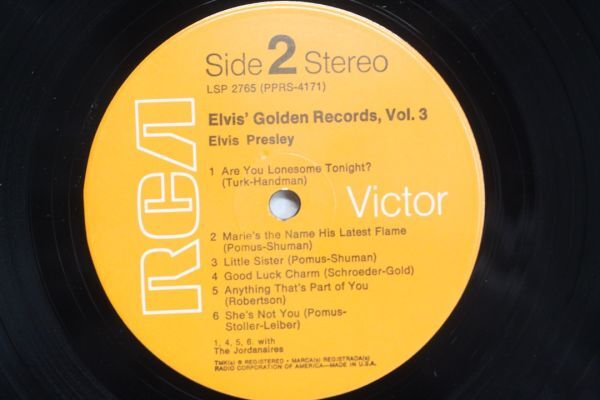 Side 2 Stereo
LSP 2765 (PPRS-4171)
Elvis' Golden Records, Vol. 3
Elvis Presley
1 Are You Lonesome Tonight?
(Turk-Handman)
RCA
Victor
2 Marie's the Name His Latest Flame
(Pomus-Shuman)
3 Little Sister (Pomus-Shuman)
4 Good Luck Charm (Schroeder-Gold)
5 Anything That's Part of You
(Robertson)
6 She's Not You (Pomus-
Stoller-Leiber)
1, 4, 5, 6, with
The Jordanaires
TMK(s) ® REGISTERED • MARCA(s) REGISTRADA(s)
RADIO CORPORATION OF AMERICA—MADE IN U.S.A.